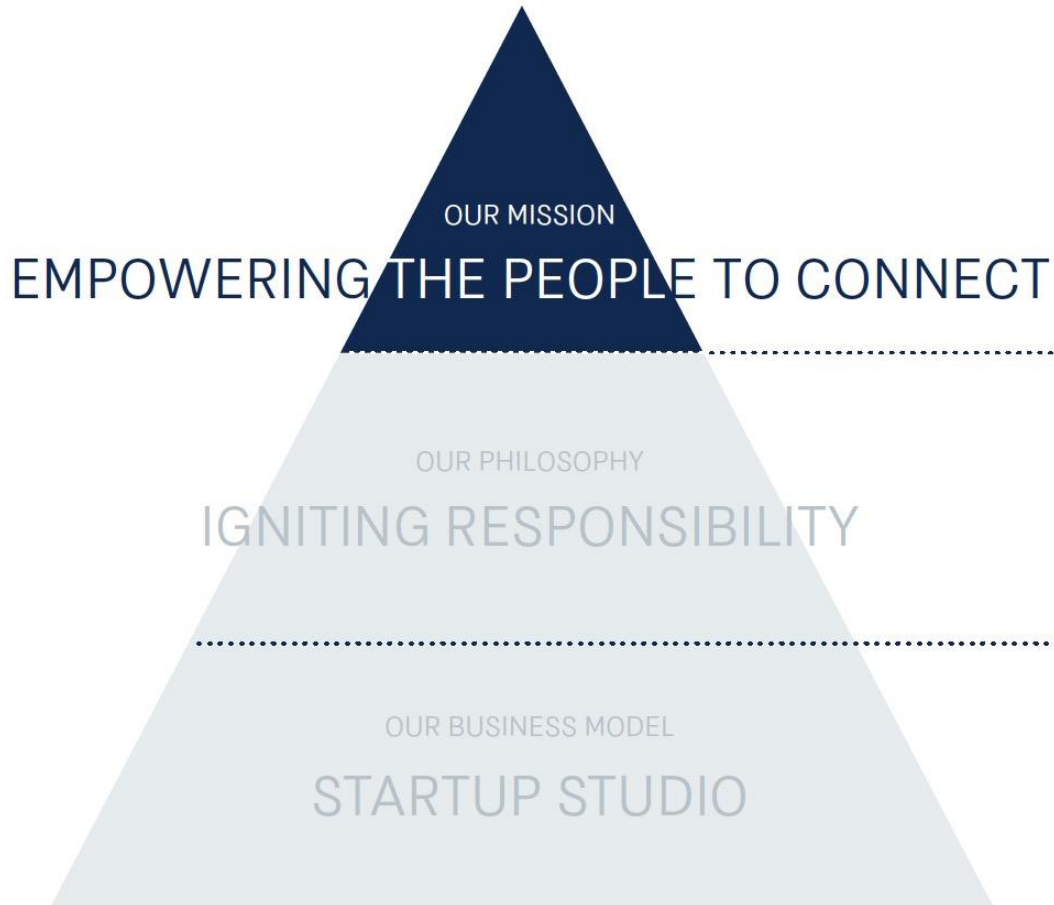 OUR MISSION
EMPOWERING THE PEOPLE TO CONNECT
OUR PHILOSOPHY
IGNITING RESPONSIBILITY
OUR BUSINESS MODEL
STARTUP STUDIO